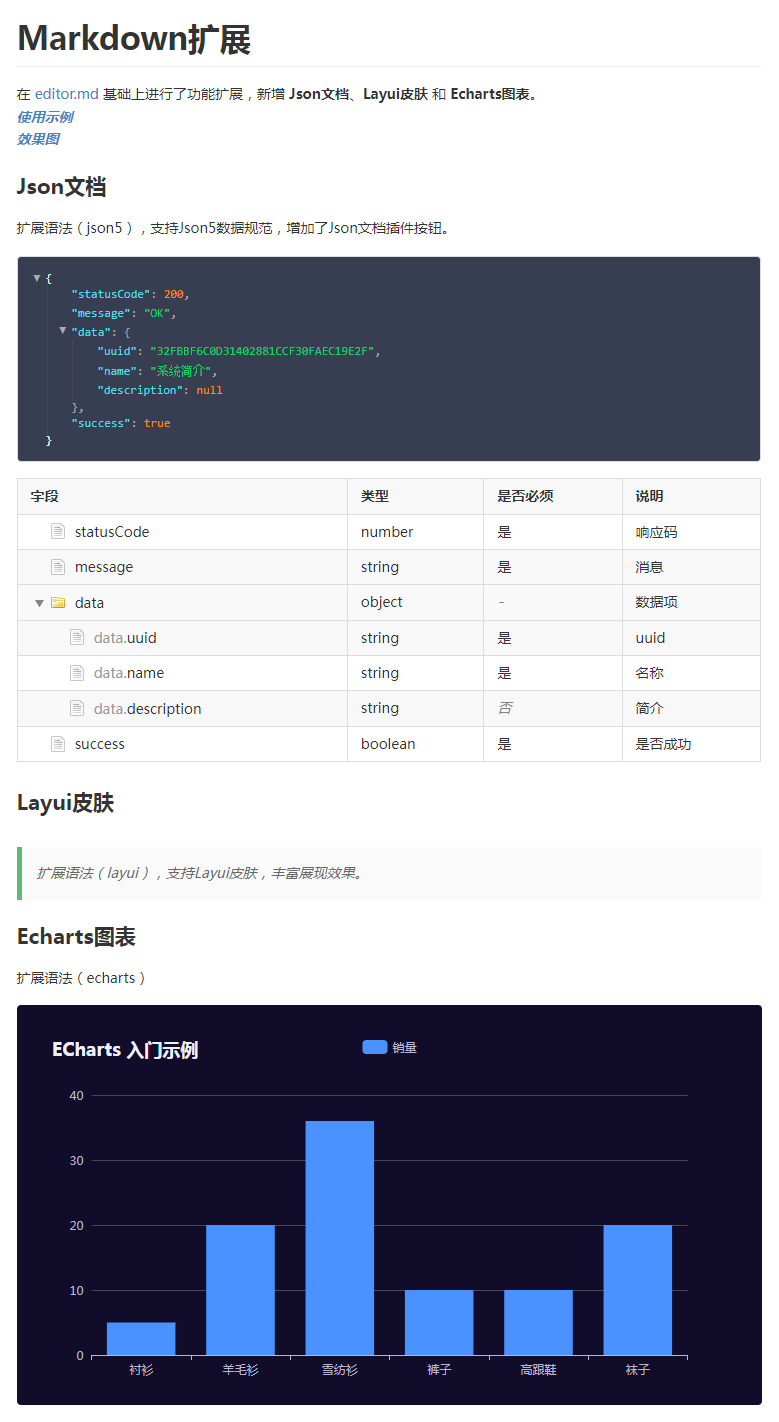 Markdown扩展
在 editor.md 基础上进行了功能扩展，新增 Json文档、Layui皮肤 和 Echarts图表。
使用示例
效果图
Json文档
扩展语法（json5），支持Json5数据规范，增加了Json文档插件按钮。
{
"statusCode": 200,
"message": "OK",
"data": {
"uuid": "32FBBF6C0D31402881CCF30FAEC19E2F",
"name": "系统简介",
"description": null
},
"success": true
}
字段 类型 是否必须 说明
statusCode number 是 响应码
message string 是 消息
data object - 数据项
data.uuid string 是 uuid
data.name string 是 名称
data.description string 否 简介
success boolean 是 是否成功
Layui皮肤
扩展语法（layui），支持Layui皮肤，丰富展现效果。
Echarts图表
扩展语法（echarts）
ECharts 入门示例 销量
40
30
20
10
0
衬衫 羊毛衫 雪纺衫 裤子 高跟鞋 袜子